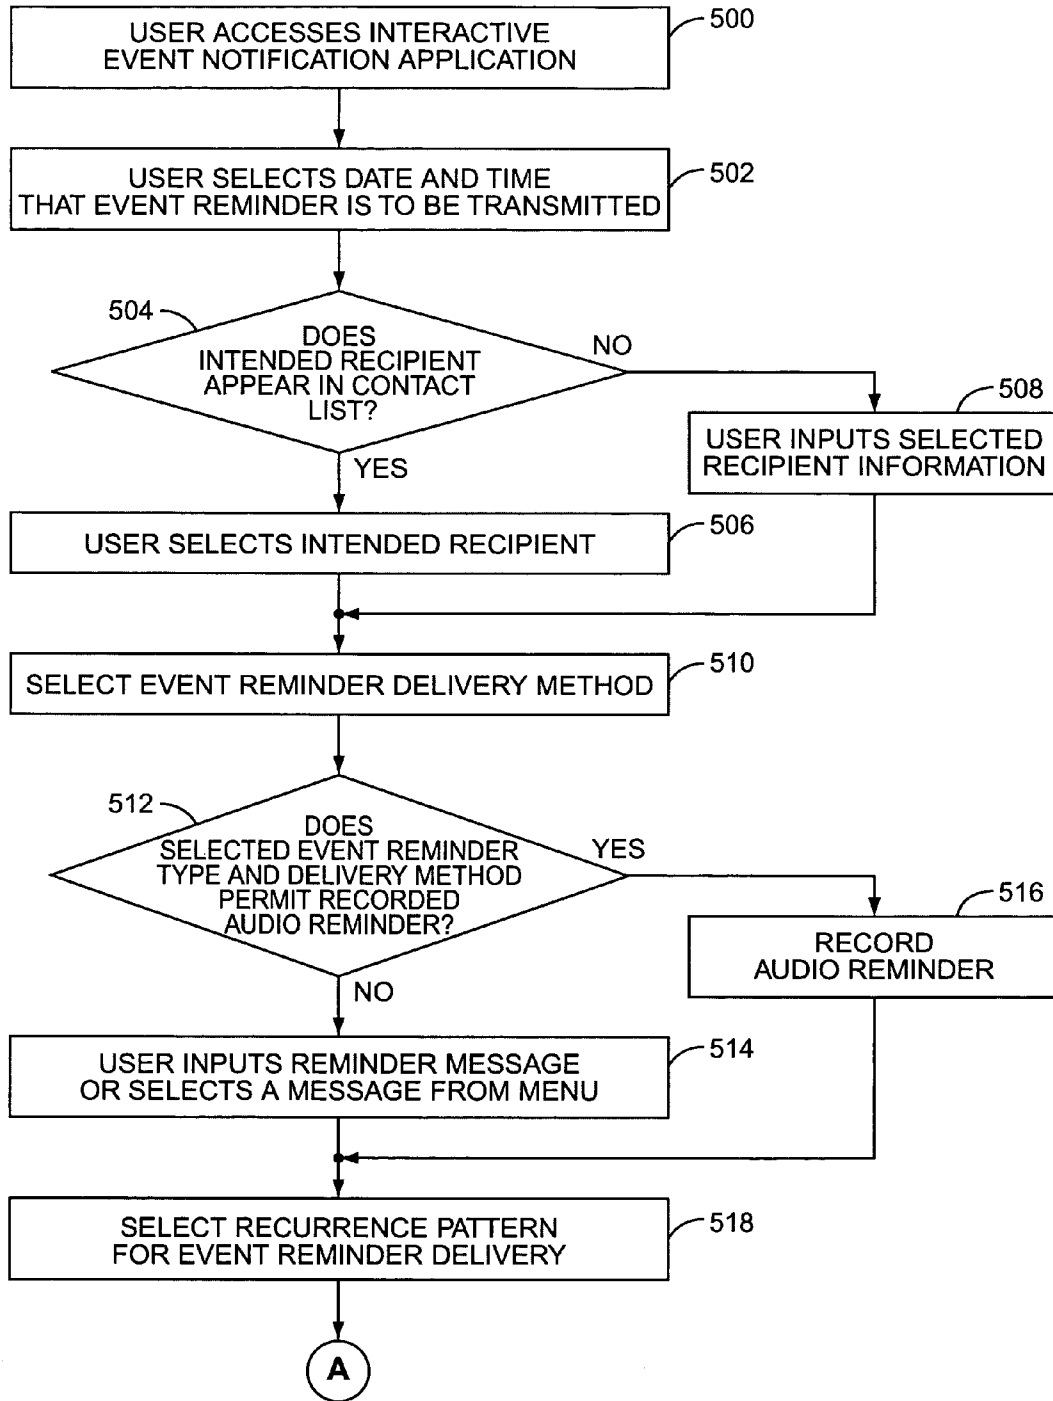 USER ACCESSES INTERACTIVE
EVENT NOTIFICATION APPLICATION
500
USER SELECTS DATE AND TIME
THAT EVENT REMINDER IS TO BE TRANSMITTED
502
504
DOES
INTENDED RECIPIENT
APPEAR IN CONTACT
LIST?
NO
YES
508
USER INPUTS SELECTED
RECIPIENT INFORMATION
506
USER SELECTS INTENDED RECIPIENT
510
SELECT EVENT REMINDER DELIVERY METHOD
512
DOES
SELECTED EVENT REMINDER
TYPE AND DELIVERY METHOD
PERMIT RECORDED
AUDIO REMINDER?
YES
NO
516
RECORD
AUDIO REMINDER
514
USER INPUTS REMINDER MESSAGE
OR SELECTS A MESSAGE FROM MENU
518
SELECT RECURRENCE PATTERN
FOR EVENT REMINDER DELIVERY
A